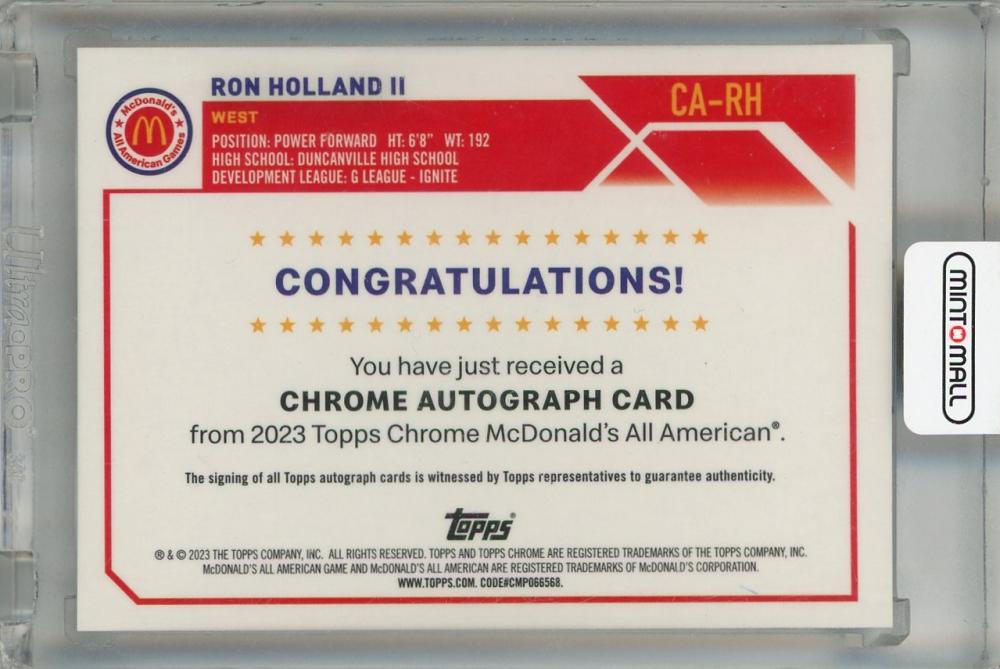 RON HOLLAND II
CA-RH
McDonald's
All American Games
WEST
POSITION: POWER FORWARD HT: 6'8" WT: 192
HIGH SCHOOL: DUNCANVILLE HIGH SCHOOL
DEVELOPMENT LEAGUE: G LEAGUE - IGNITE
CONGRATULATIONS!
You have just received a
CHROME AUTOGRAPH CARD
from 2023 Topps Chrome McDonald's All American®.
The signing of all Topps autograph cards is witnessed by Topps representatives to guarantee authenticity.
topps®
® & © 2023 THE TOPPS COMPANY, INC. ALL RIGHTS RESERVED. TOPPS AND TOPPS CHROME ARE REGISTERED TRADEMARKS OF THE TOPPS COMPANY, INC.
McDONALD'S ALL AMERICAN GAME AND McDONALD'S ALL AMERICAN ARE REGISTERED TRADEMARKS OF McDONALD'S CORPORATION.
WWW.TOPPS.COM. CODE#CMP066568.
UltraPRO
MINTOMALL